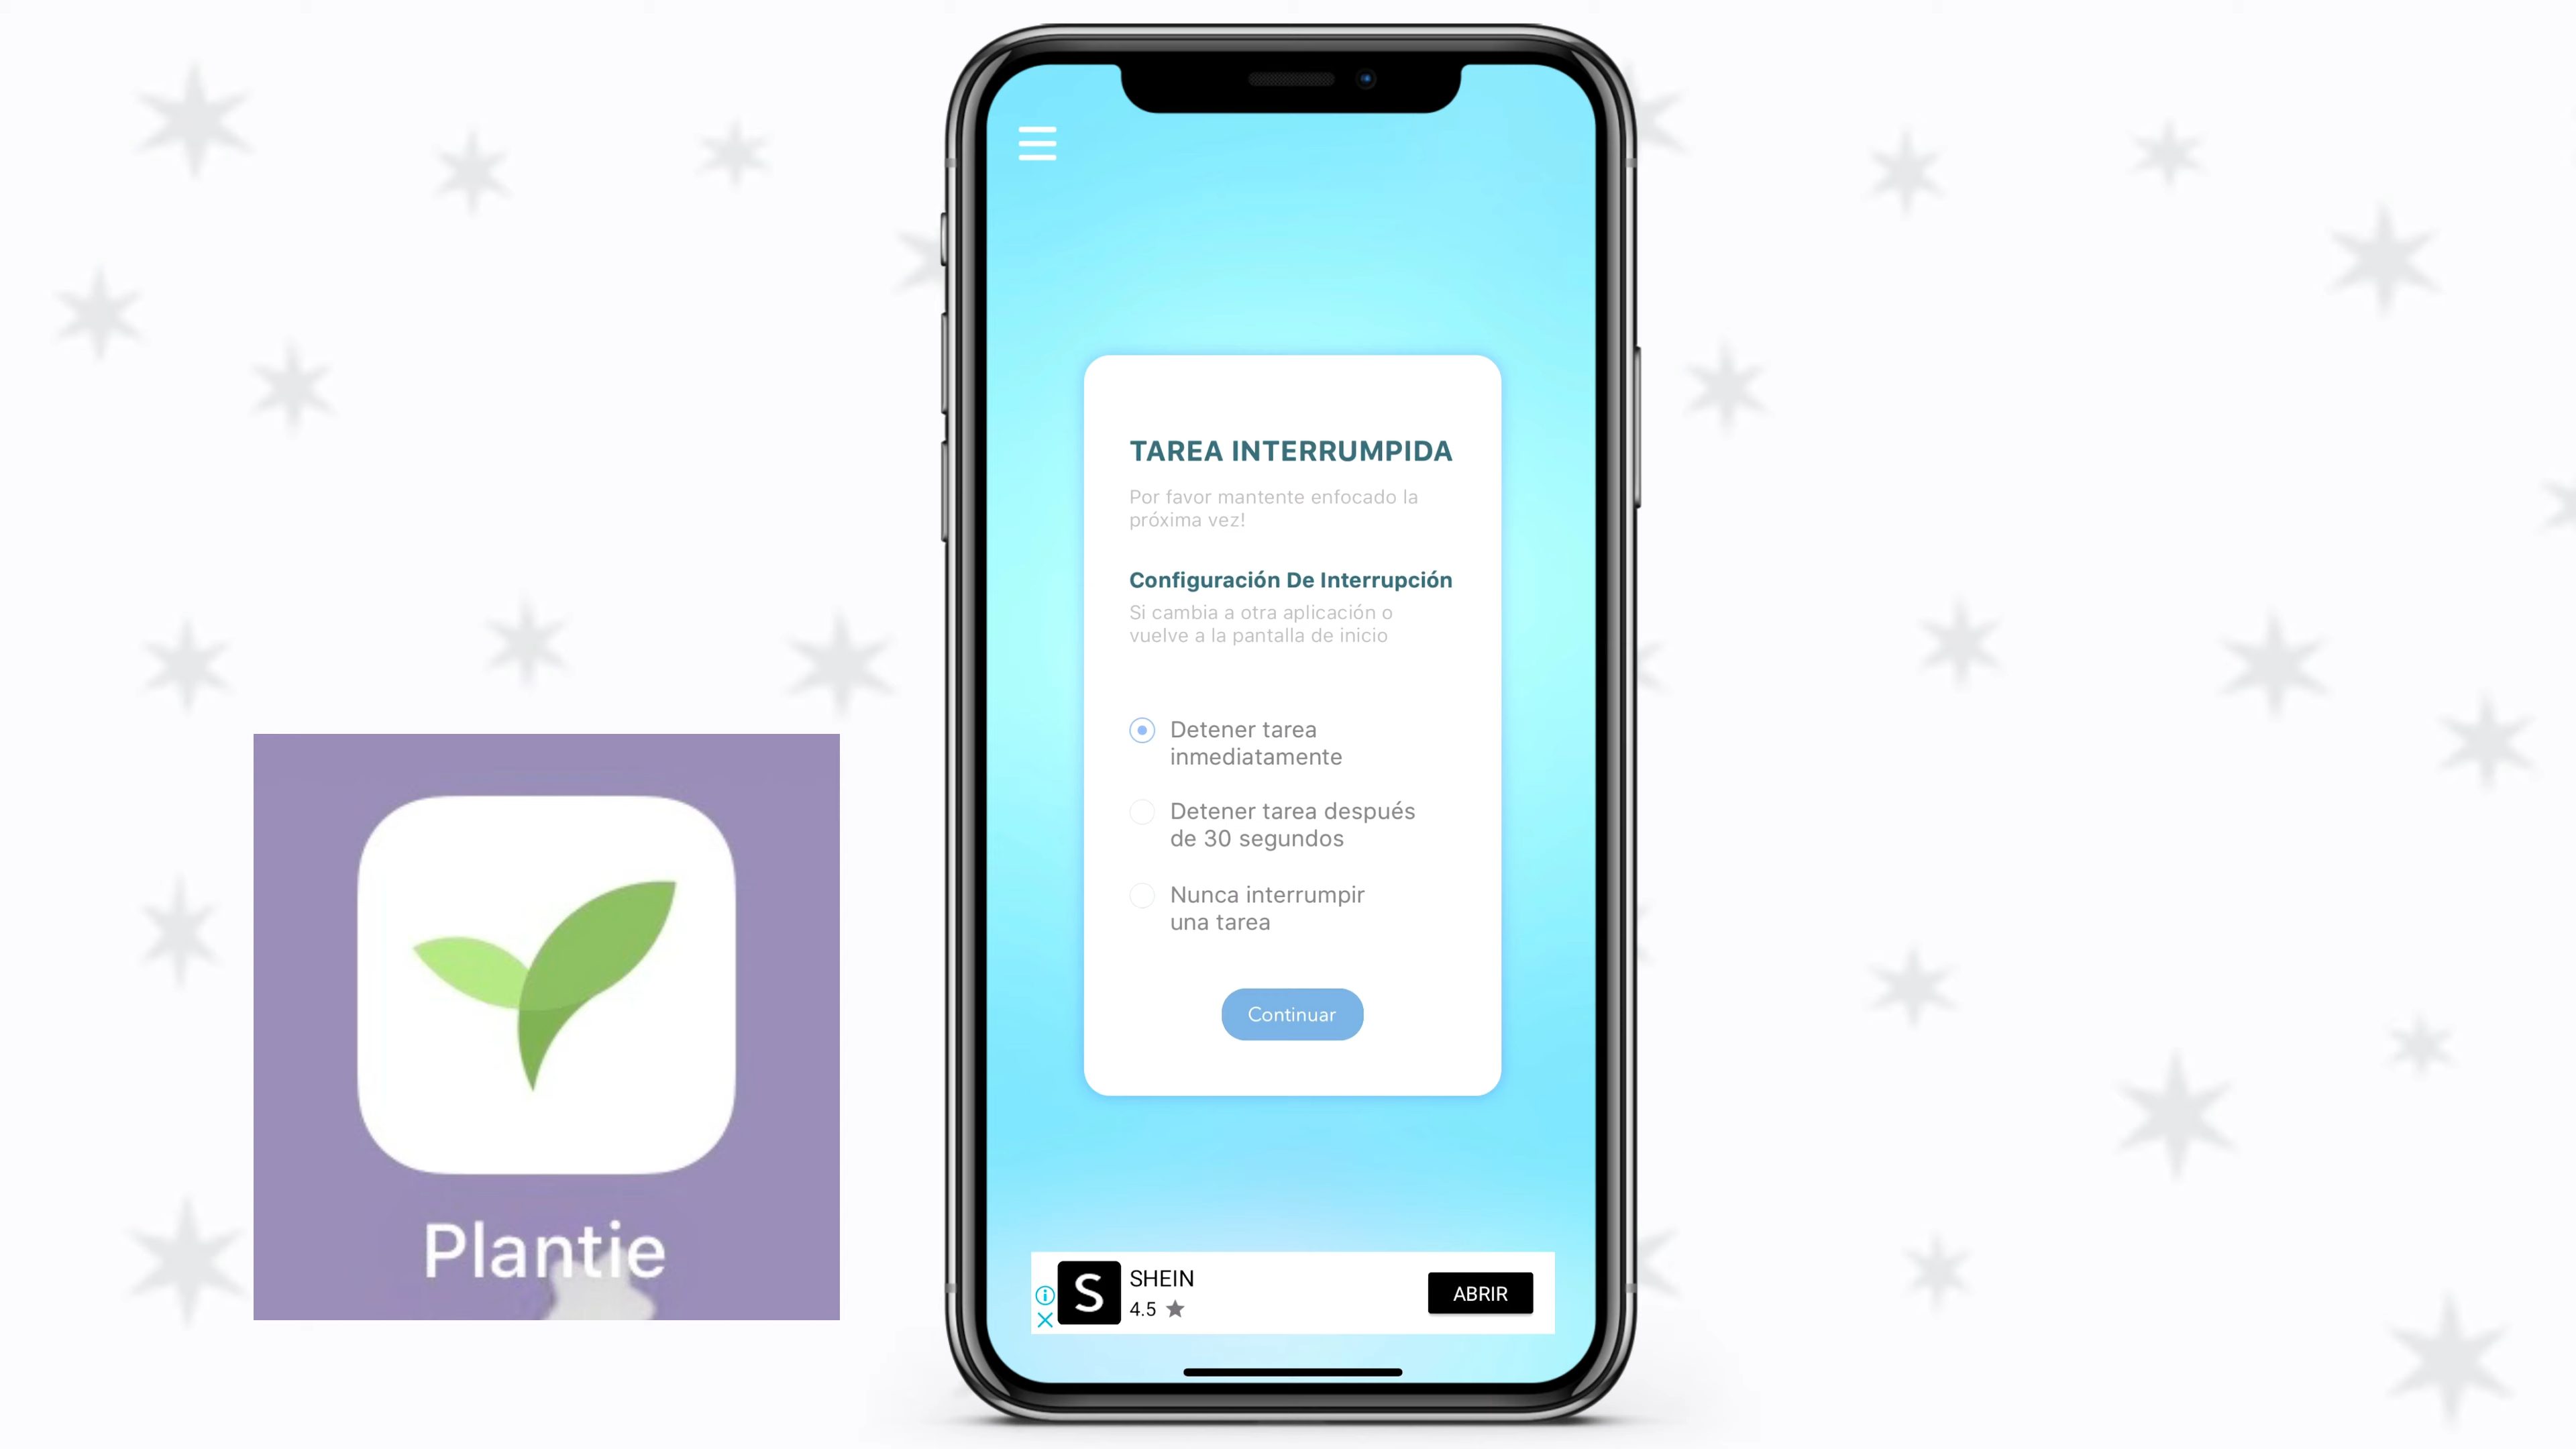 TAREA INTERRUMPIDA
Por favor mantente enfocado la
próxima vez!
Configuración De Interrupción
Si cambia a otra aplicación o
vuelve a la pantalla de inicio
Detener tarea
inmediatamente
Detener tarea después
de 30 segundos
Nunca interrumpir
una tarea
Continuar
Plantie
S
SHEIN
4.5
ABRIR